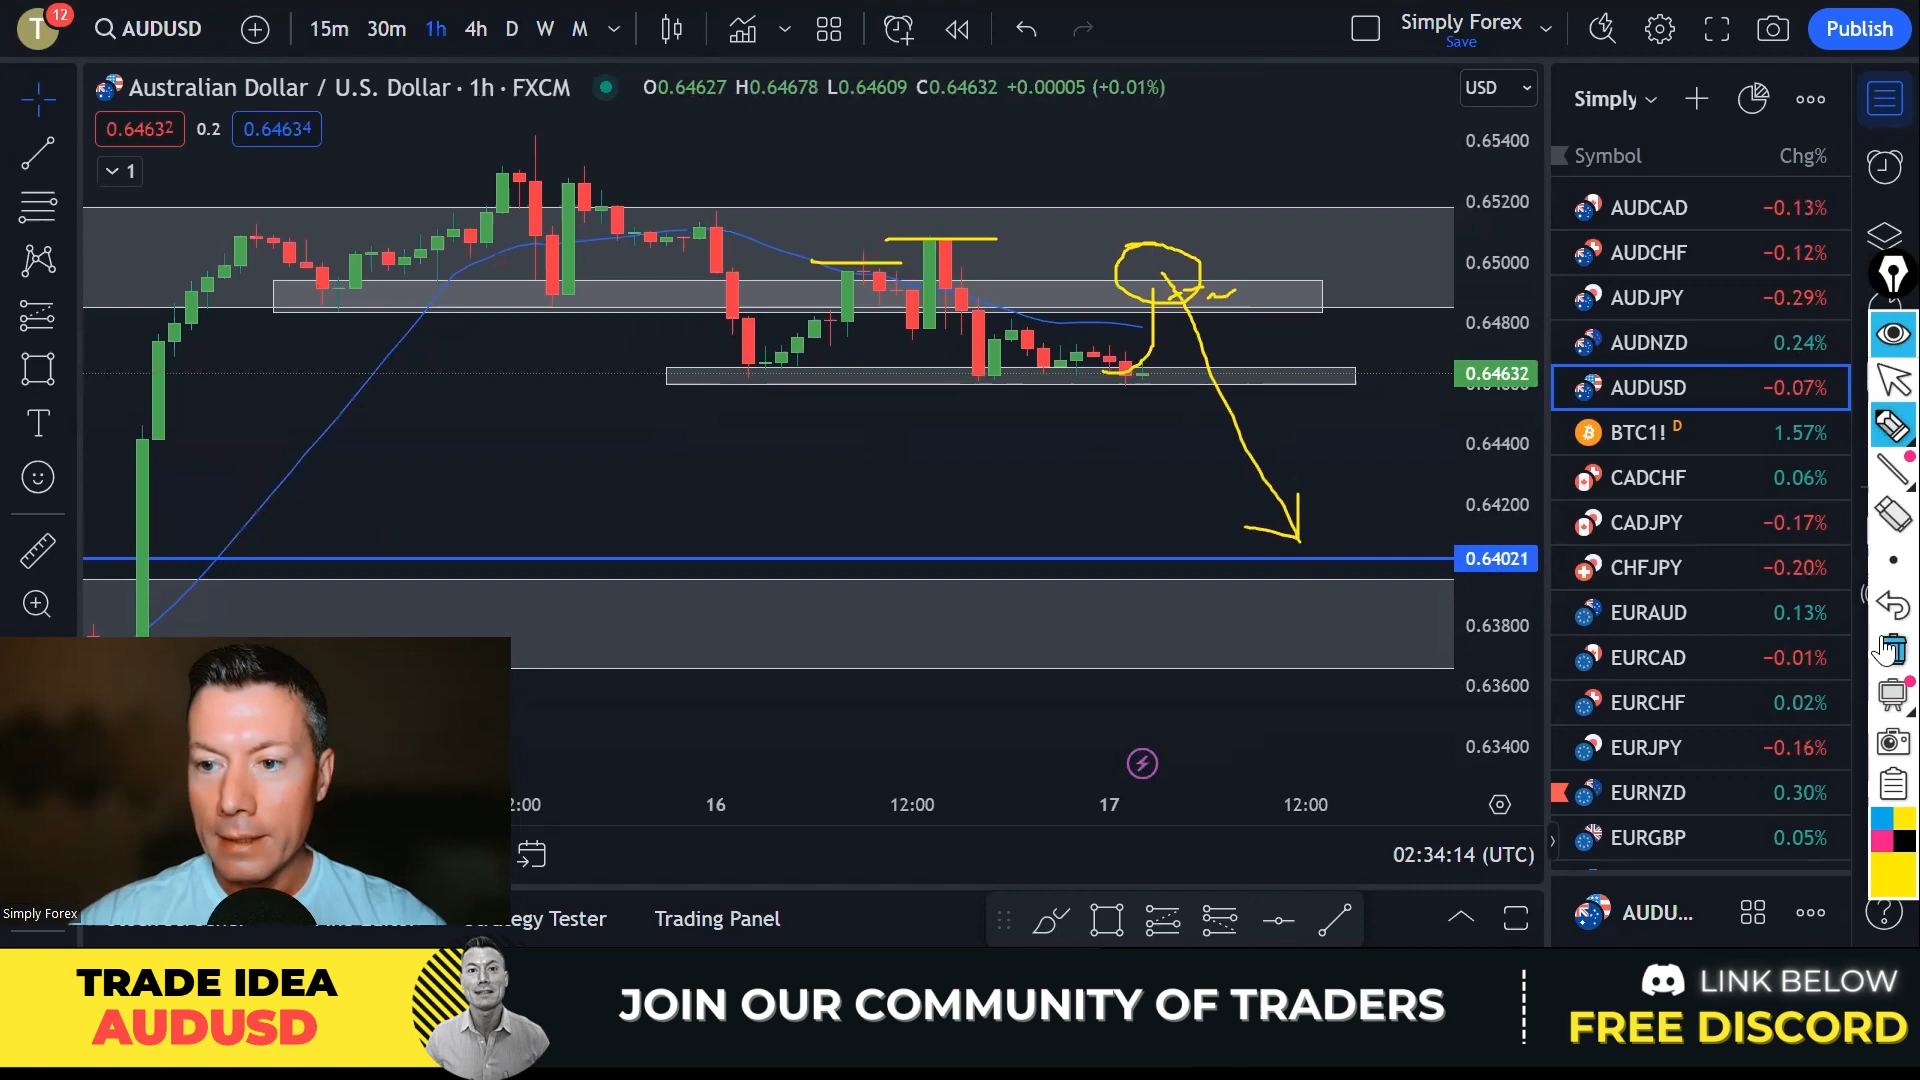 T
12
AUDUSD
15m 30m 1h 4h D W M
Simply Forex
Save
Publish
Australian Dollar / U.S. Dollar · 1h · FXCM
O0.64627 H0.64678 L0.64609 C0.64632 +0.00005 (+0.01%)
0.64632 0.2 0.64634
1
USD
0.65400
0.65200
0.65000
0.64800
0.64632
0.64400
0.64200
0.64021
0.63800
0.63600
0.63400
Simply
Symbol Chg%
AUDCAD −0.13%
AUDCHF −0.12%
AUDJPY −0.29%
AUDNZD 0.24%
AUDUSD −0.07%
BTC1! D 1.57%
CADCHF 0.06%
CADJPY −0.17%
CHFJPY −0.20%
EURAUD 0.13%
EURCAD −0.01%
EURCHF 0.02%
EURJPY −0.16%
EURNZD 0.30%
EURGBP 0.05%
AUDU...
2:00 16 12:00 17 12:00
02:34:14 (UTC)
Simply Forex
egy Tester Trading Panel
TRADE IDEA
AUDUSD
JOIN OUR COMMUNITY OF TRADERS
LINK BELOW
FREE DISCORD